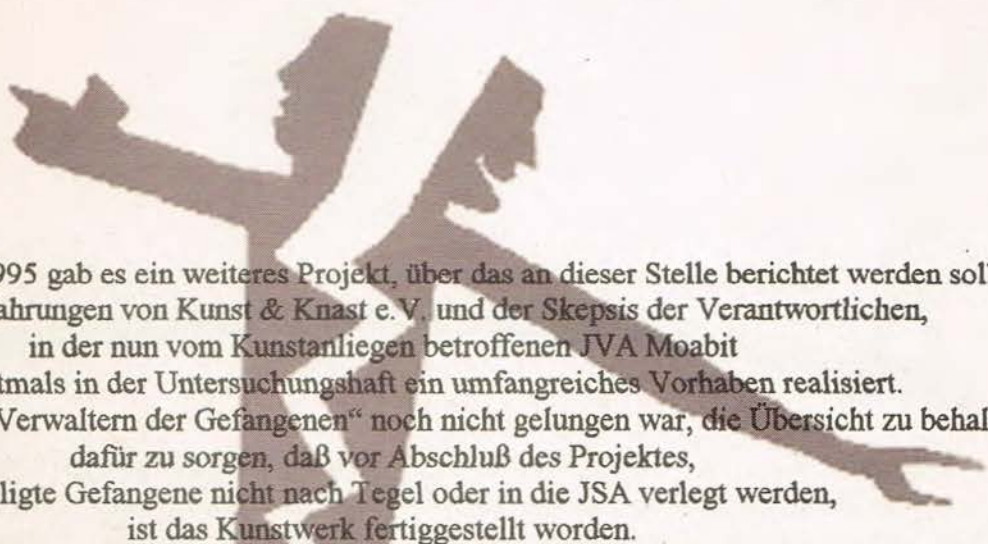 995 gab es ein weiteres Projekt, über das an dieser Stelle berichtet werden soll
ahrungen von Kunst & Knast e.V. und der Skepsis der Verantwortlichen,
in der nun vom Kunstanliegen betroffenen JVA Moabit
tmals in der Untersuchungshaft ein umfangreiches Vorhaben realisiert.
Verwaltern der Gefangenen“ noch nicht gelungen war, die Übersicht zu behal
dafür zu sorgen, daß vor Abschluß des Projektes,
ligte Gefangene nicht nach Tegel oder in die JSA verlegt werden,
ist das Kunstwerk fertiggestellt worden.